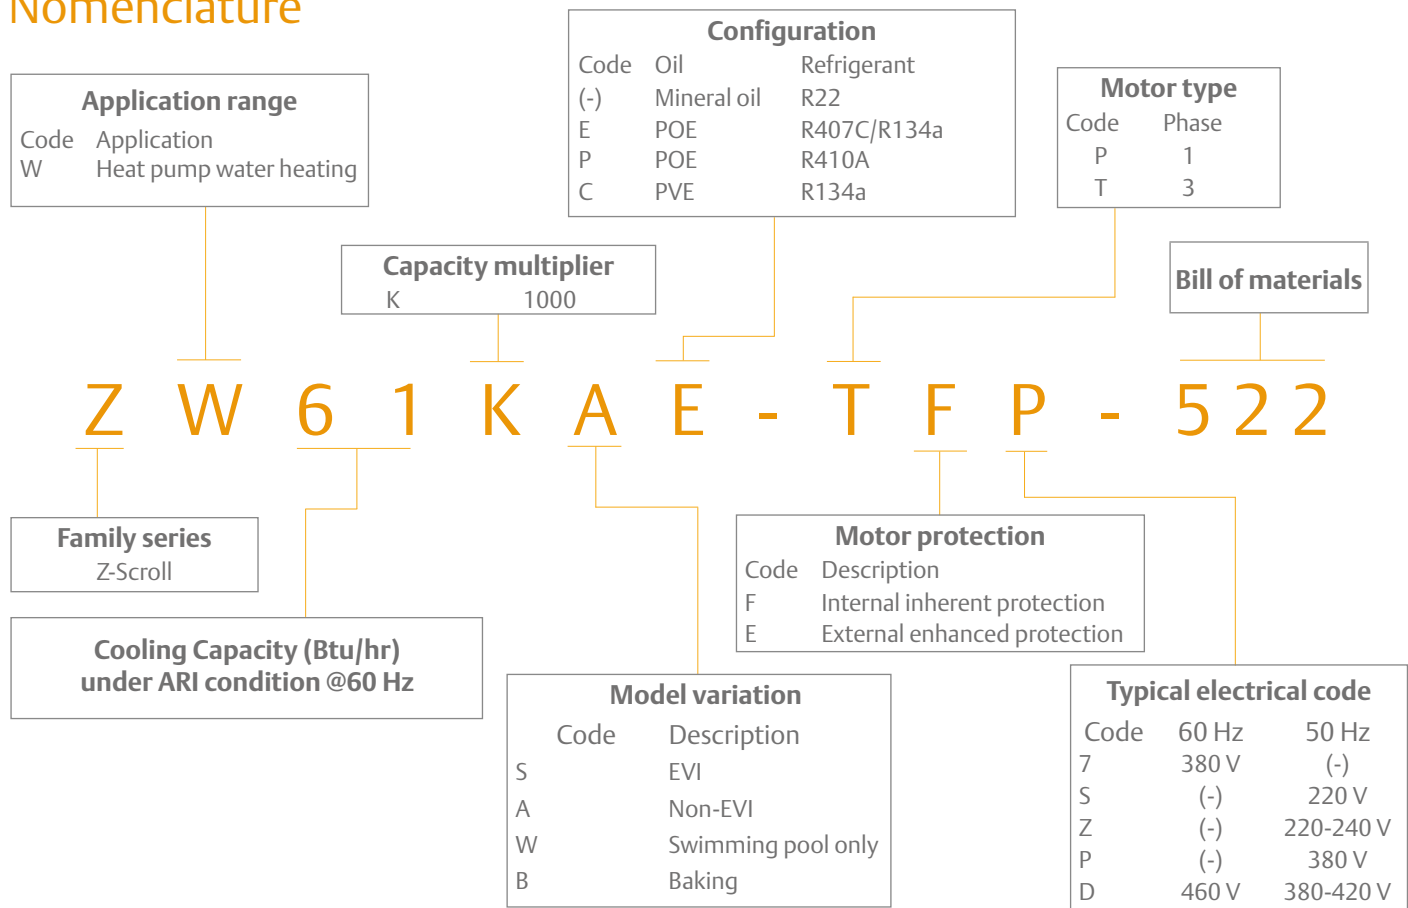 Nomenclature
Configuration
Code Oil Refrigerant
(-) Mineral oil R22
E POE R407C/R134a
P POE R410A
C PVE R134a
Application range
Code Application
W Heat pump water heating
Motor type
Code Phase
P 1
T 3
Capacity multiplier
K 1000
Bill of materials
Z W 6 1 K A E - T F P - 5 2 2
Family series
Z-Scroll
Motor protection
Code Description
F Internal inherent protection
E External enhanced protection
Cooling Capacity (Btu/hr)
under ARI condition @60 Hz
Model variation
Code Description
S EVI
A Non-EVI
W Swimming pool only
B Baking
Typical electrical code
Code 60 Hz 50 Hz
7 380 V (-)
S (-) 220 V
Z (-) 220-240 V
P (-) 380 V
D 460 V 380-420 V